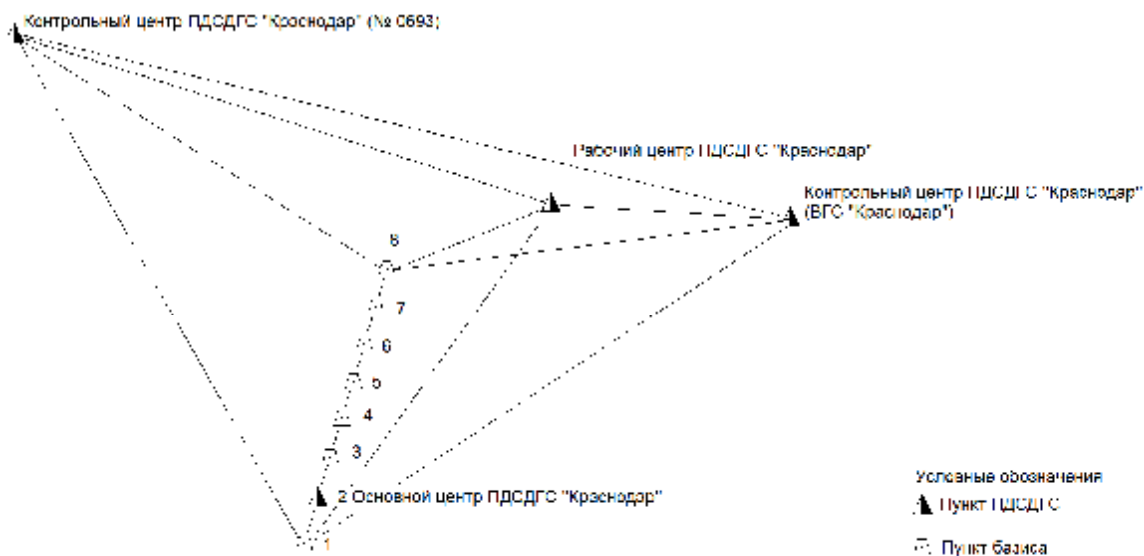 Контрольный центр ПДСДГС "Краснодар" (№ 0693)
Рабочий центр ПДСДГС "Краснодар"
Контрольный центр ПДСДГС "Краснодар"
(ВГС "Краснодар")
8
7
6
5
4
3
2 Основной центр ПДСДГС "Краснодар"
1
Условные обозначения
Пункт ПДСДГС
Пункт базиса